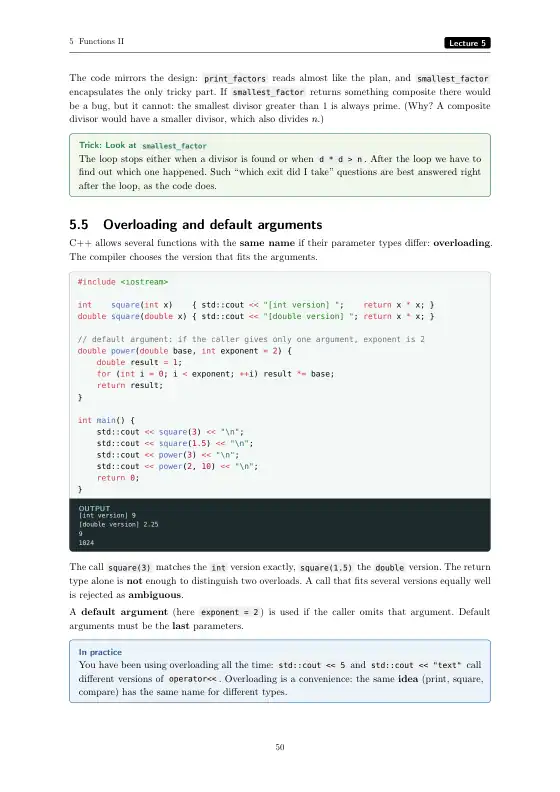 5 Functions II
Lecture 5
The code mirrors the design: print_factors reads almost like the plan, and smallest_factor
encapsulates the only tricky part. If smallest_factor returns something composite there would
be a bug, but it cannot: the smallest divisor greater than 1 is always prime. (Why? A composite
divisor would have a smaller divisor, which also divides n.)
Trick: Look at smallest_factor
The loop stops either when a divisor is found or when d * d > n. After the loop we have to
find out which one happened. Such “which exit did I take” questions are best answered right
after the loop, as the code does.
5.5 Overloading and default arguments
C++ allows several functions with the same name if their parameter types differ: overloading.
The compiler chooses the version that fits the arguments.
#include <iostream>
int    square(int x)    { std::cout << "[int version] ";    return x * x; }
double square(double x) { std::cout << "[double version] "; return x * x; }
// default argument: if the caller gives only one argument, exponent is 2
double power(double base, int exponent = 2) {
    double result = 1;
    for (int i = 0; i < exponent; ++i) result *= base;
    return result;
}
int main() {
    std::cout << square(3) << "\n";
    std::cout << square(1.5) << "\n";
    std::cout << power(3) << "\n";
    std::cout << power(2, 10) << "\n";
    return 0;
}
OUTPUT
[int version] 9
[double version] 2.25
9
1024
The call square(3) matches the int version exactly, square(1.5) the double version. The return
type alone is not enough to distinguish two overloads. A call that fits several versions equally well
is rejected as ambiguous.
A default argument (here exponent = 2) is used if the caller omits that argument. Default
arguments must be the last parameters.
In practice
You have been using overloading all the time: std::cout << 5 and std::cout << "text" call
different versions of operator<<. Overloading is a convenience: the same idea (print, square,
compare) has the same name for different types.
50